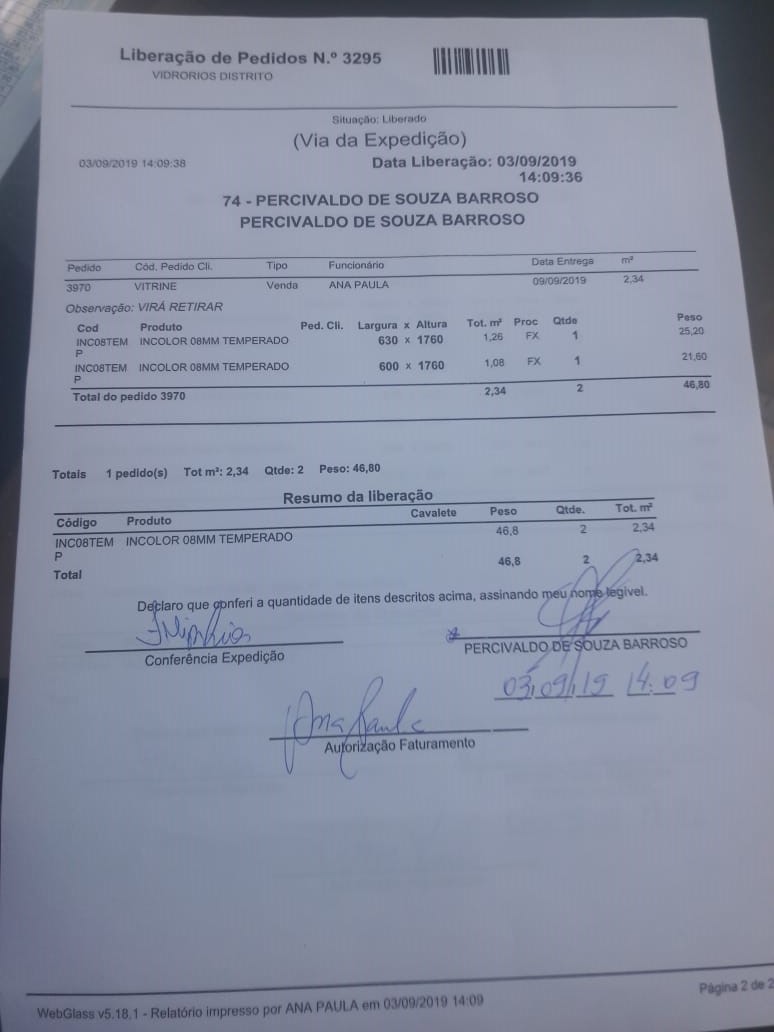 Liberação de Pedidos N.º 3295
VIDRORIOS DISTRITO
Situação: Liberado
(Via da Expedição)
03/09/2019 14:09:38 Data Liberação: 03/09/2019
14:09:36
74 - PERCIVALDO DE SOUZA BARROSO
PERCIVALDO DE SOUZA BARROSO
Pedido Cód. Pedido Cli. Tipo Funcionário Data Entrega m²
3970 VITRINE Venda ANA PAULA 09/09/2019 2,34
Observação: VIRÁ RETIRAR
Cod Produto Ped. Cli. Largura x Altura Tot. m² Proc Qtde Peso
INC08TEM INCOLOR 08MM TEMPERADO 630 x 1760 1,26 FX 1 25,20
P
INC08TEM INCOLOR 08MM TEMPERADO 600 x 1760 1,08 FX 1 21,60
P
Total do pedido 3970 2,34 2 46,80
Totais 1 pedido(s) Tot m²: 2,34 Qtde: 2 Peso: 46,80
Resumo da liberação
Código Produto Cavalete Peso Qtde. Tot. m²
INC08TEM INCOLOR 08MM TEMPERADO 46,8 2 2,34
P
Total 46,8 2 2,34
Declaro que conferi a quantidade de itens descritos acima, assinando meu nome legível.
Conferência Expedição PERCIVALDO DE SOUZA BARROSO
03/09/19 14:09
Ana Paula
Autorização Faturamento
WebGlass v5.18.1 - Relatório impresso por ANA PAULA em 03/09/2019 14:09 Página 2 de 2